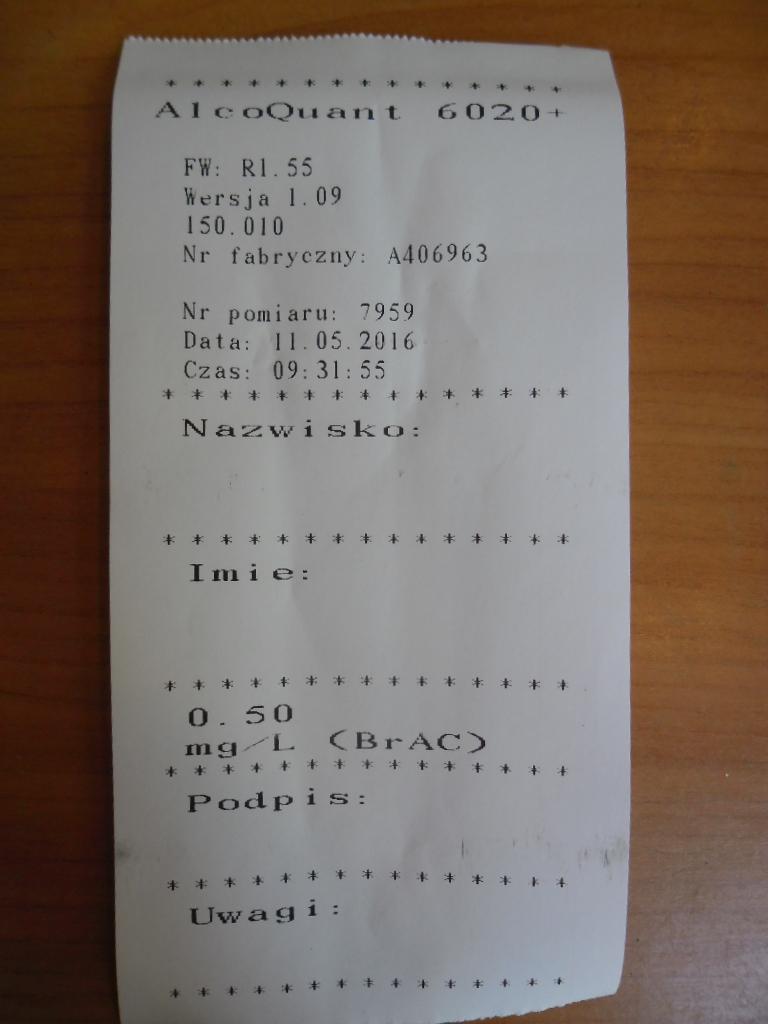 * * * * * * * * * * * * * * *
AlcoQuant 6020+
FW: R1.55
Wersja 1.09
150.010
Nr fabryczny: A406963
Nr pomiaru: 7959
Data: 11.05.2016
Czas: 09:31:55
* * * * * * * * * * * * * * *
Nazwisko:
* * * * * * * * * * * * * * *
Imie:
* * * * * * * * * * * * * * *
0.50
mg/L (BrAC)
* * * * * * * * * * * * * * *
Podpis:
* * * * * * * * * * * * * * *
Uwagi:
* * * * * * * * * * * * * * *